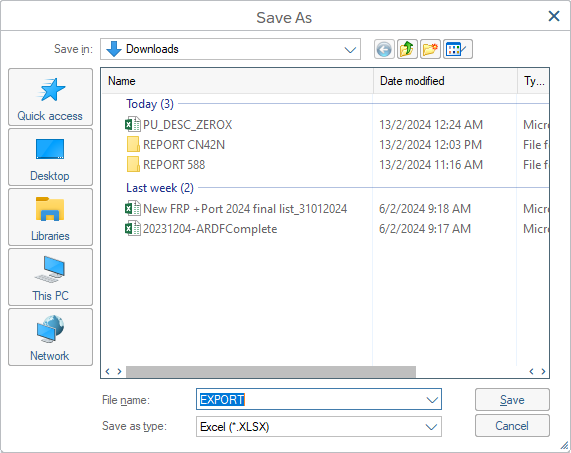 Save As
Save in: Downloads
Quick access
Desktop
Libraries
This PC
Network
Name Date modified Ty...
Today (3)
PU_DESC_ZEROX 13/2/2024 12:24 AM Micro
REPORT CN42N 13/2/2024 12:03 PM File f
REPORT 588 13/2/2024 11:16 AM File f
Last week (2)
New FRP +Port 2024 final list_31012024 6/2/2024 9:18 AM Micro
20231204-ARDFComplete 6/2/2024 9:17 AM Micro
File name: EXPORT Save
Save as type: Excel (*.XLSX) Cancel